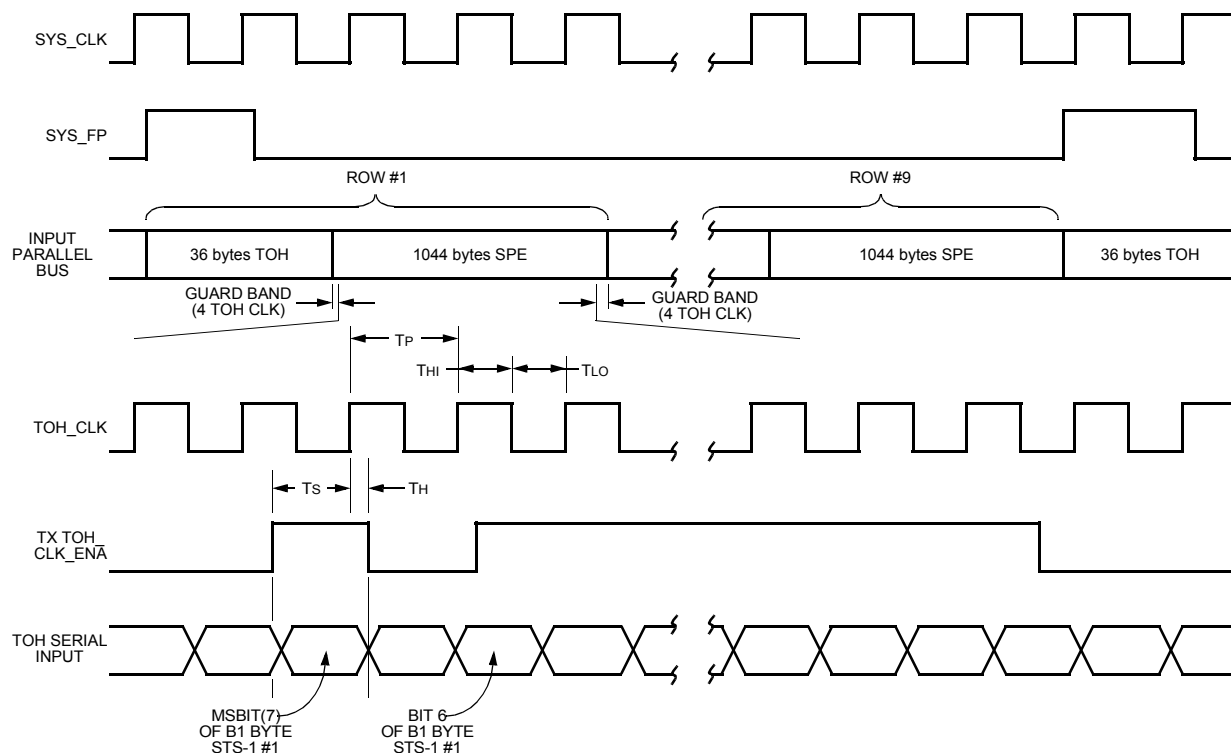 SYS_CLK
SYS_FP
ROW #1
ROW #9
INPUT
PARALLEL
BUS
36 bytes TOH
1044 bytes SPE
1044 bytes SPE
36 bytes TOH
GUARD BAND
(4 TOH CLK)
GUARD BAND
(4 TOH CLK)
TP
THI
TLO
TOH_CLK
TS
TH
TX TOH_
CLK_ENA
TOH SERIAL
INPUT
MSBIT(7)
OF B1 BYTE
STS-1 #1
BIT 6
OF B1 BYTE
STS-1 #1